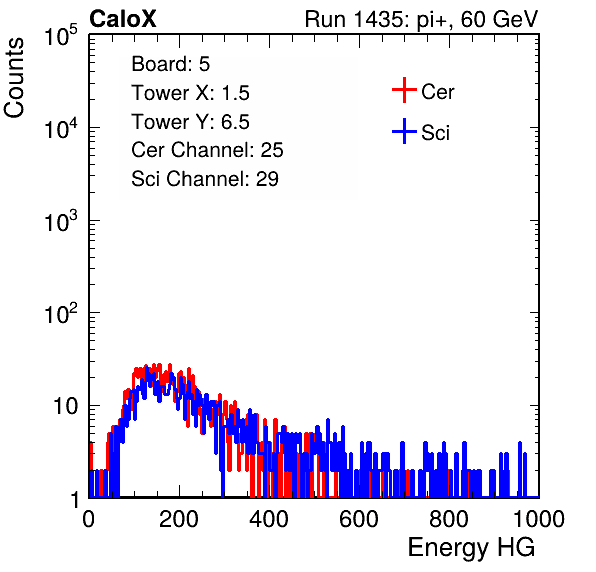 CaloX Run 1435: pi+, 60 GeV
Counts
Board: 5
Tower X: 1.5
Tower Y: 6.5
Cer Channel: 25
Sci Channel: 29
Cer
Sci
10^5
10^4
10^3
10^2
10
1
0 200 400 600 800 1000
Energy HG